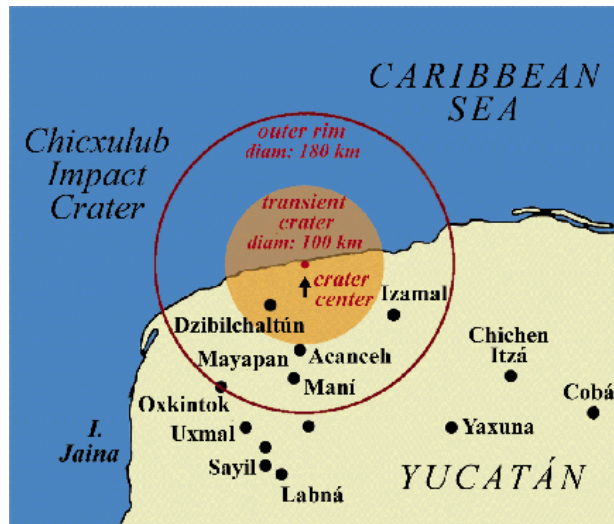 CARIBBEAN
SEA
Chicxulub
Impact
Crater
outer rim
diam: 180 km
transient
crater
diam: 100 km
crater
center
Izamal
Dzibilchaltún
Chichen
Itzá
Mayapan
Acanceh
Maní
Cobá
Oxkintok
I.
Jaina
Uxmal
Yaxuna
Sayil
YUCATÁN
Labná